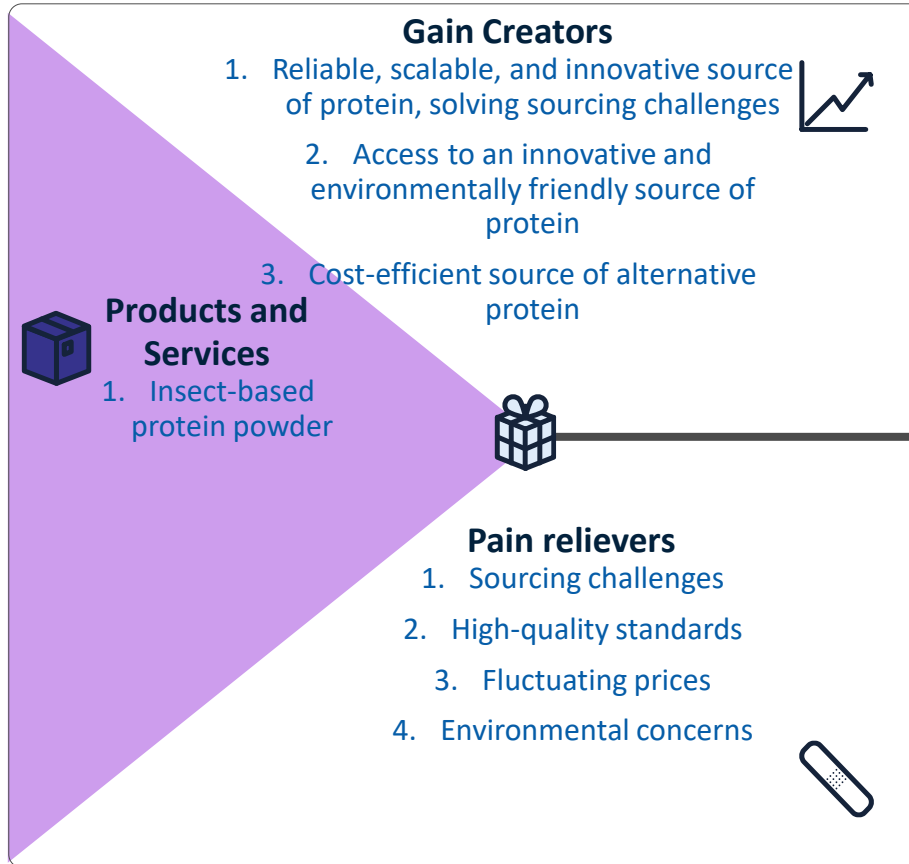 Gain Creators
1. Reliable, scalable, and innovative source
of protein, solving sourcing challenges
2. Access to an innovative and
environmentally friendly source of
protein
3. Cost-efficient source of alternative
protein
Products and
Services
1. Insect-based
protein powder
Pain relievers
1. Sourcing challenges
2. High-quality standards
3. Fluctuating prices
4. Environmental concerns